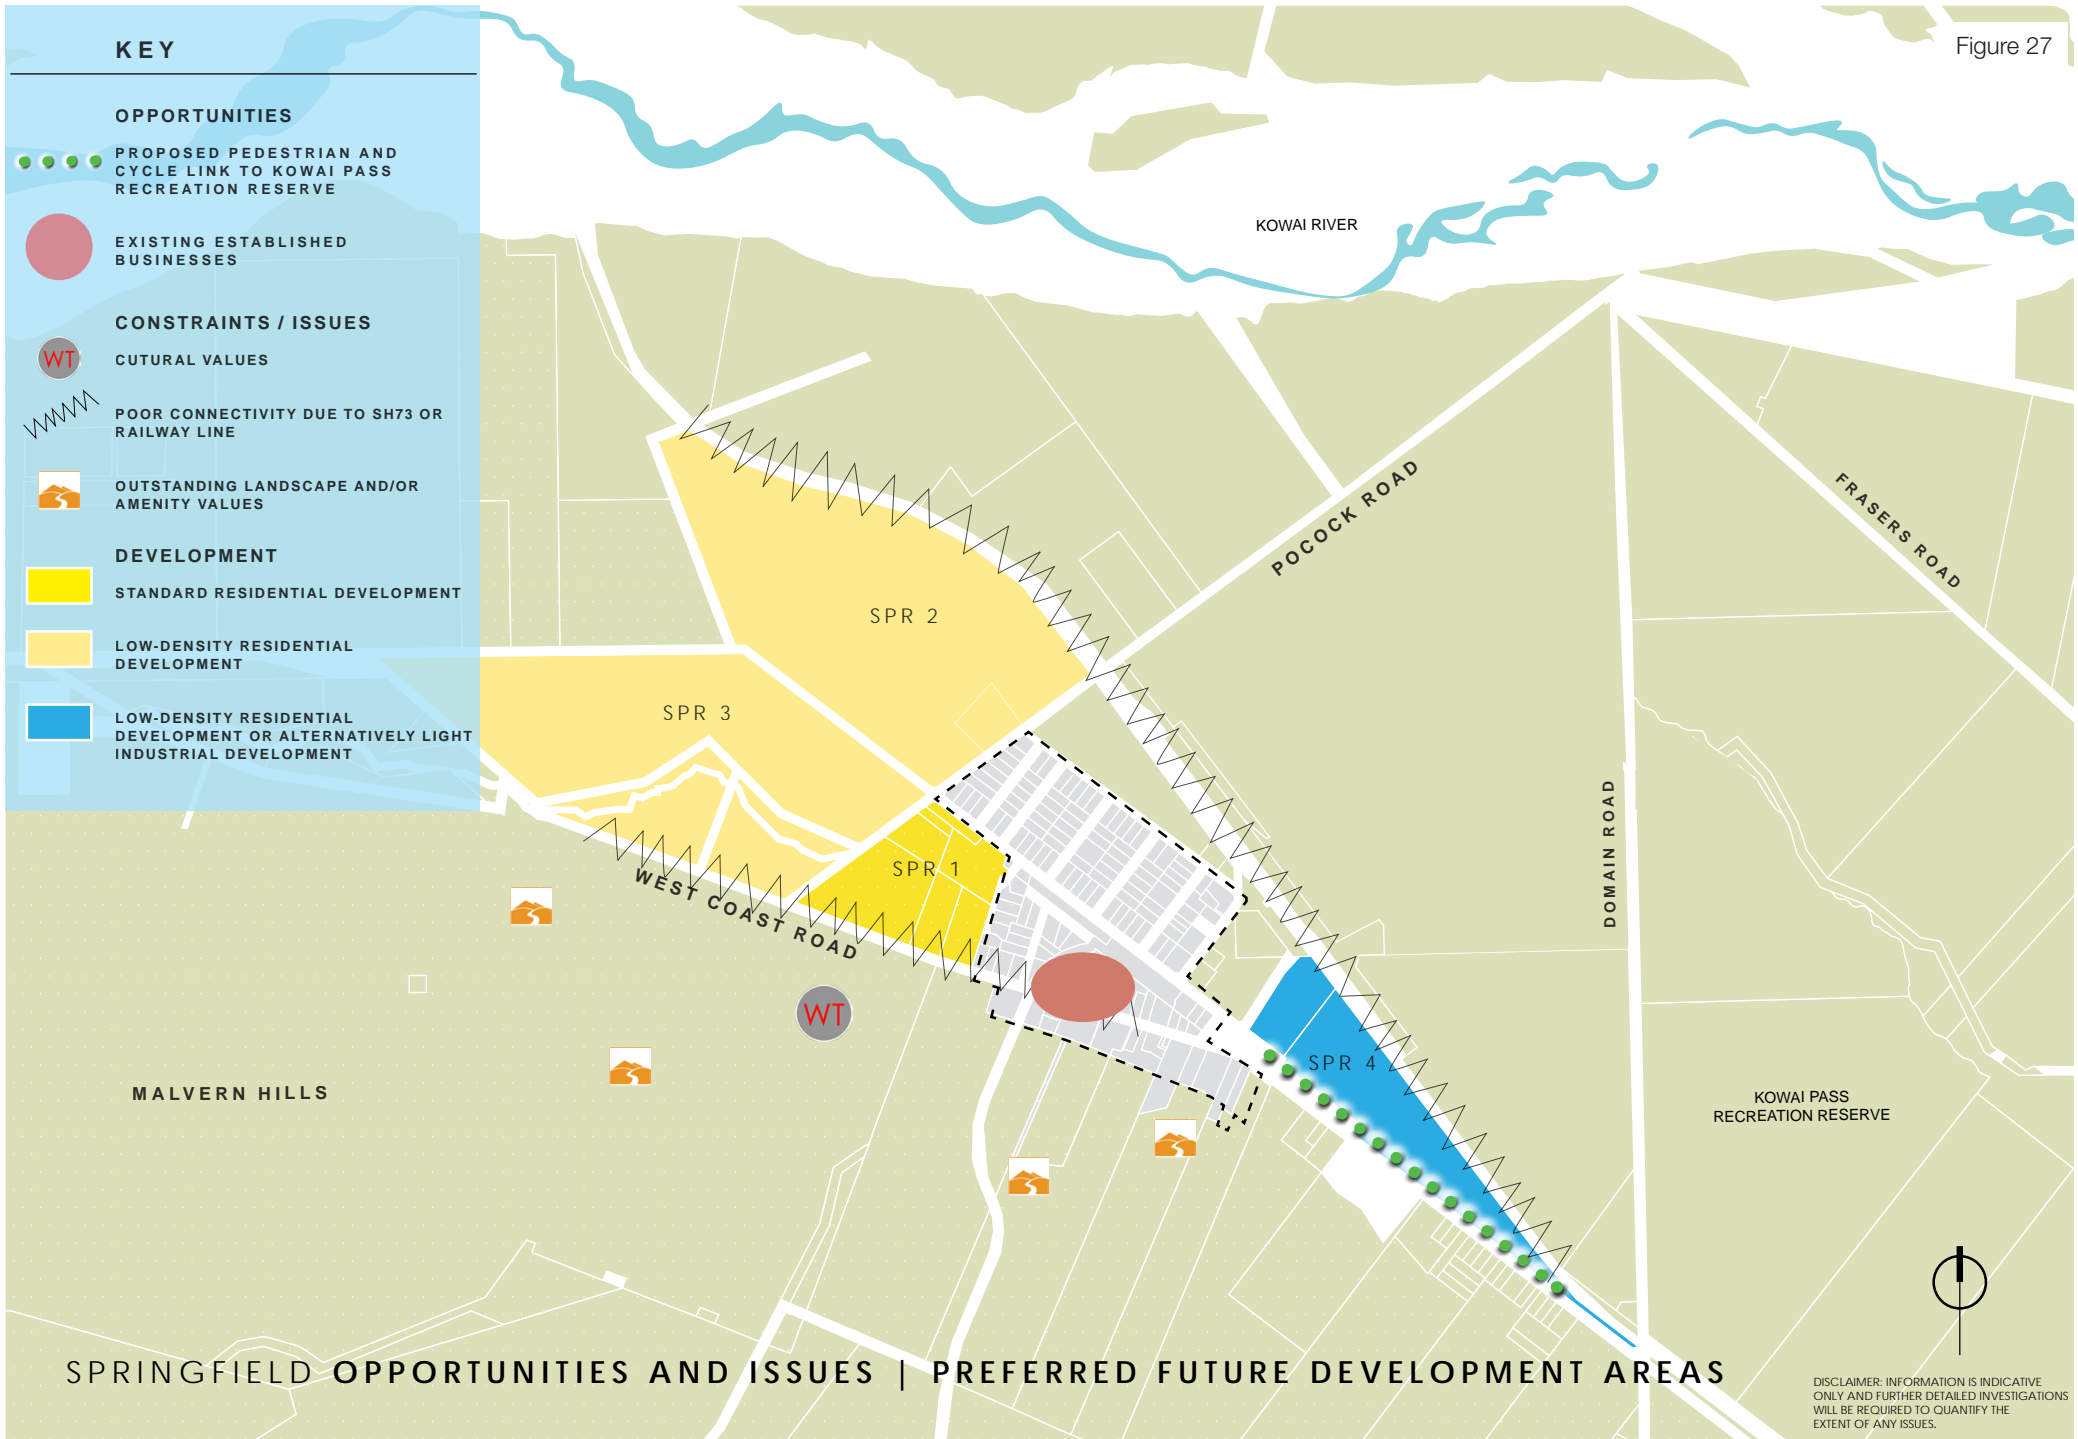 Figure 27
KEY
OPPORTUNITIES
PROPOSED PEDESTRIAN AND
CYCLE LINK TO KOWAI PASS
RECREATION RESERVE
EXISTING ESTABLISHED
BUSINESSES
CONSTRAINTS / ISSUES
WT
CUTURAL VALUES
POOR CONNECTIVITY DUE TO SH73 OR
RAILWAY LINE
OUTSTANDING LANDSCAPE AND/OR
AMENITY VALUES
DEVELOPMENT
STANDARD RESIDENTIAL DEVELOPMENT
LOW-DENSITY RESIDENTIAL
DEVELOPMENT
LOW-DENSITY RESIDENTIAL
DEVELOPMENT OR ALTERNATIVELY LIGHT
INDUSTRIAL DEVELOPMENT
KOWAI RIVER
POCOCK ROAD
FRASERS ROAD
SPR 2
SPR 3
SPR 1
WEST COAST ROAD
DOMAIN ROAD
WT
SPR 4
MALVERN HILLS
KOWAI PASS
RECREATION RESERVE
SPRINGFIELD OPPORTUNITIES AND ISSUES | PREFERRED FUTURE DEVELOPMENT AREAS
DISCLAIMER: INFORMATION IS INDICATIVE
ONLY AND FURTHER DETAILED INVESTIGATIONS
WILL BE REQUIRED TO QUANTIFY THE
EXTENT OF ANY ISSUES.